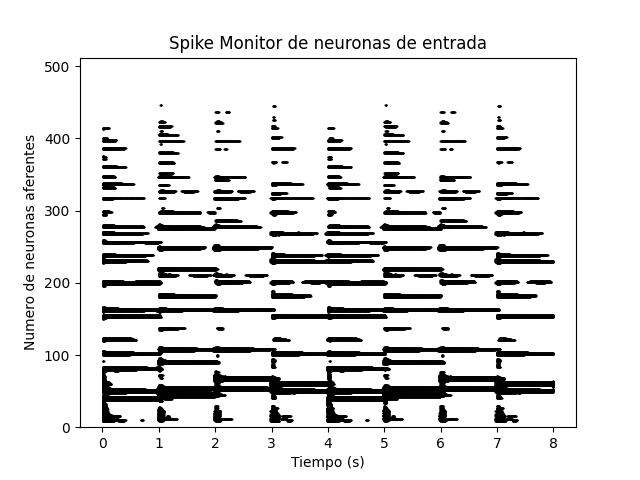 Spike Monitor de neuronas de entrada
Numero de neuronas aferentes
500
400
300
200
100
0
0 1 2 3 4 5 6 7 8
Tiempo (s)